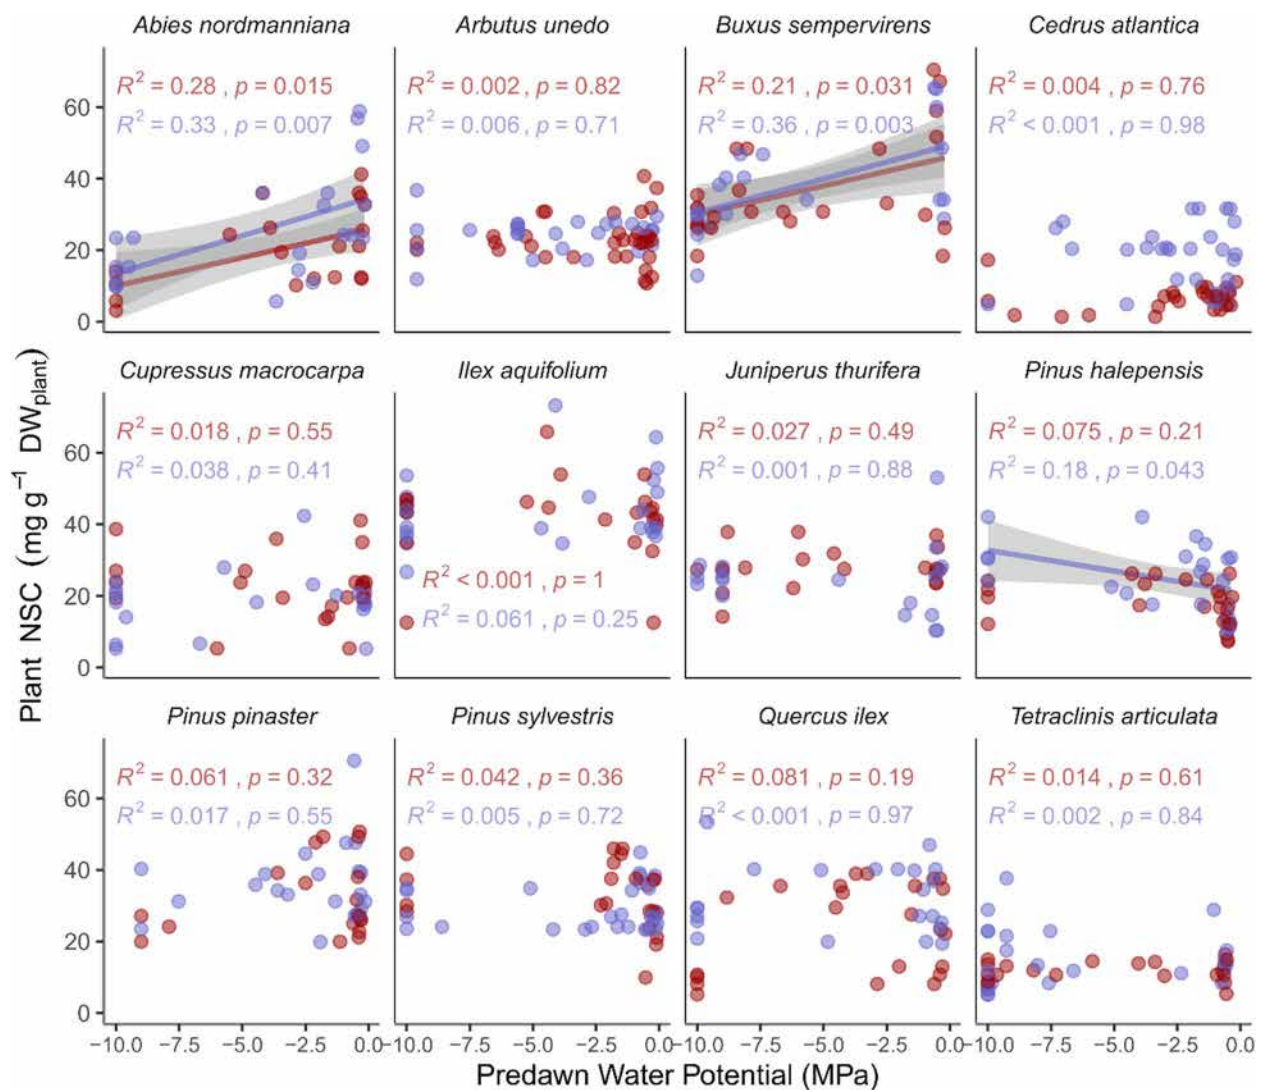 Abies nordmanniana Arbutus unedo Buxus sempervirens Cedrus atlantica
R² = 0.28 , p = 0.015 R² = 0.002 , p = 0.82 R² = 0.21 , p = 0.031 R² = 0.004 , p = 0.76
R² = 0.33 , p = 0.007 R² = 0.006 , p = 0.71 R² = 0.36 , p = 0.003 R² < 0.001 , p = 0.98
60
40
20
0
Cupressus macrocarpa Ilex aquifolium Juniperus thurifera Pinus halepensis
R² = 0.018 , p = 0.55 R² = 0.027 , p = 0.49 R² = 0.075 , p = 0.21
R² = 0.038 , p = 0.41 R² = 0.001 , p = 0.88 R² = 0.18 , p = 0.043
R² < 0.001 , p = 1
R² = 0.061 , p = 0.25
60
40
20
0
Plant NSC (mg g⁻¹ DWplant)
Pinus pinaster Pinus sylvestris Quercus ilex Tetraclinis articulata
R² = 0.061 , p = 0.32 R² = 0.042 , p = 0.36 R² = 0.081 , p = 0.19 R² = 0.014 , p = 0.61
R² = 0.017 , p = 0.55 R² = 0.005 , p = 0.72 R² < 0.001 , p = 0.97 R² = 0.002 , p = 0.84
60
40
20
0
−10.0 −7.5 −5.0 −2.5 0.0 −10.0 −7.5 −5.0 −2.5 0.0 −10.0 −7.5 −5.0 −2.5 0.0 −10.0 −7.5 −5.0 −2.5 0.0
Predawn Water Potential (MPa)